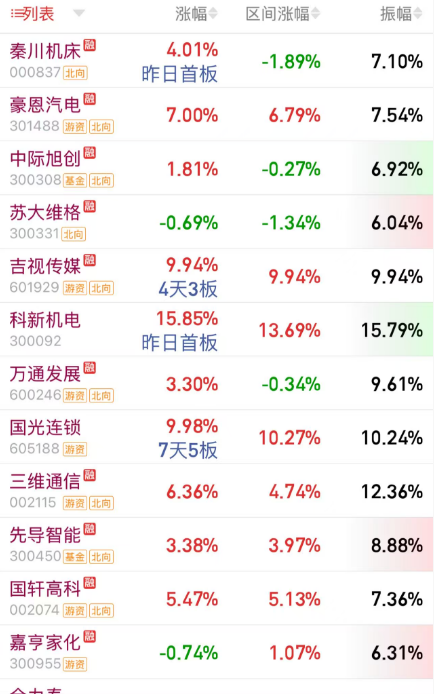 列表 涨幅 区间涨幅 振幅
秦川机床 融 4.01% -1.89% 7.10%
000837 北向 昨日首板
豪恩汽电 融 7.00% 6.79% 7.54%
301488 游资 北向
中际旭创 融 1.81% -0.27% 6.92%
300308 基金 北向
苏大维格 融 -0.69% -1.34% 6.04%
300331 北向
吉视传媒 融 9.94% 9.94% 9.94%
601929 游资 北向 4天3板
科新机电 15.85% 13.69% 15.79%
300092 昨日首板
万通发展 融 3.30% -0.34% 9.61%
600246 游资 北向
国光连锁 9.98% 10.27% 10.24%
605188 游资 7天5板
三维通信 融 6.36% 4.74% 12.36%
002115 游资 北向
先导智能 融 3.38% 3.97% 8.88%
300450 基金 北向
国轩高科 融 5.47% 5.13% 7.36%
002074 游资 北向
嘉亨家化 融 -0.74% 1.07% 6.31%
300955 游资